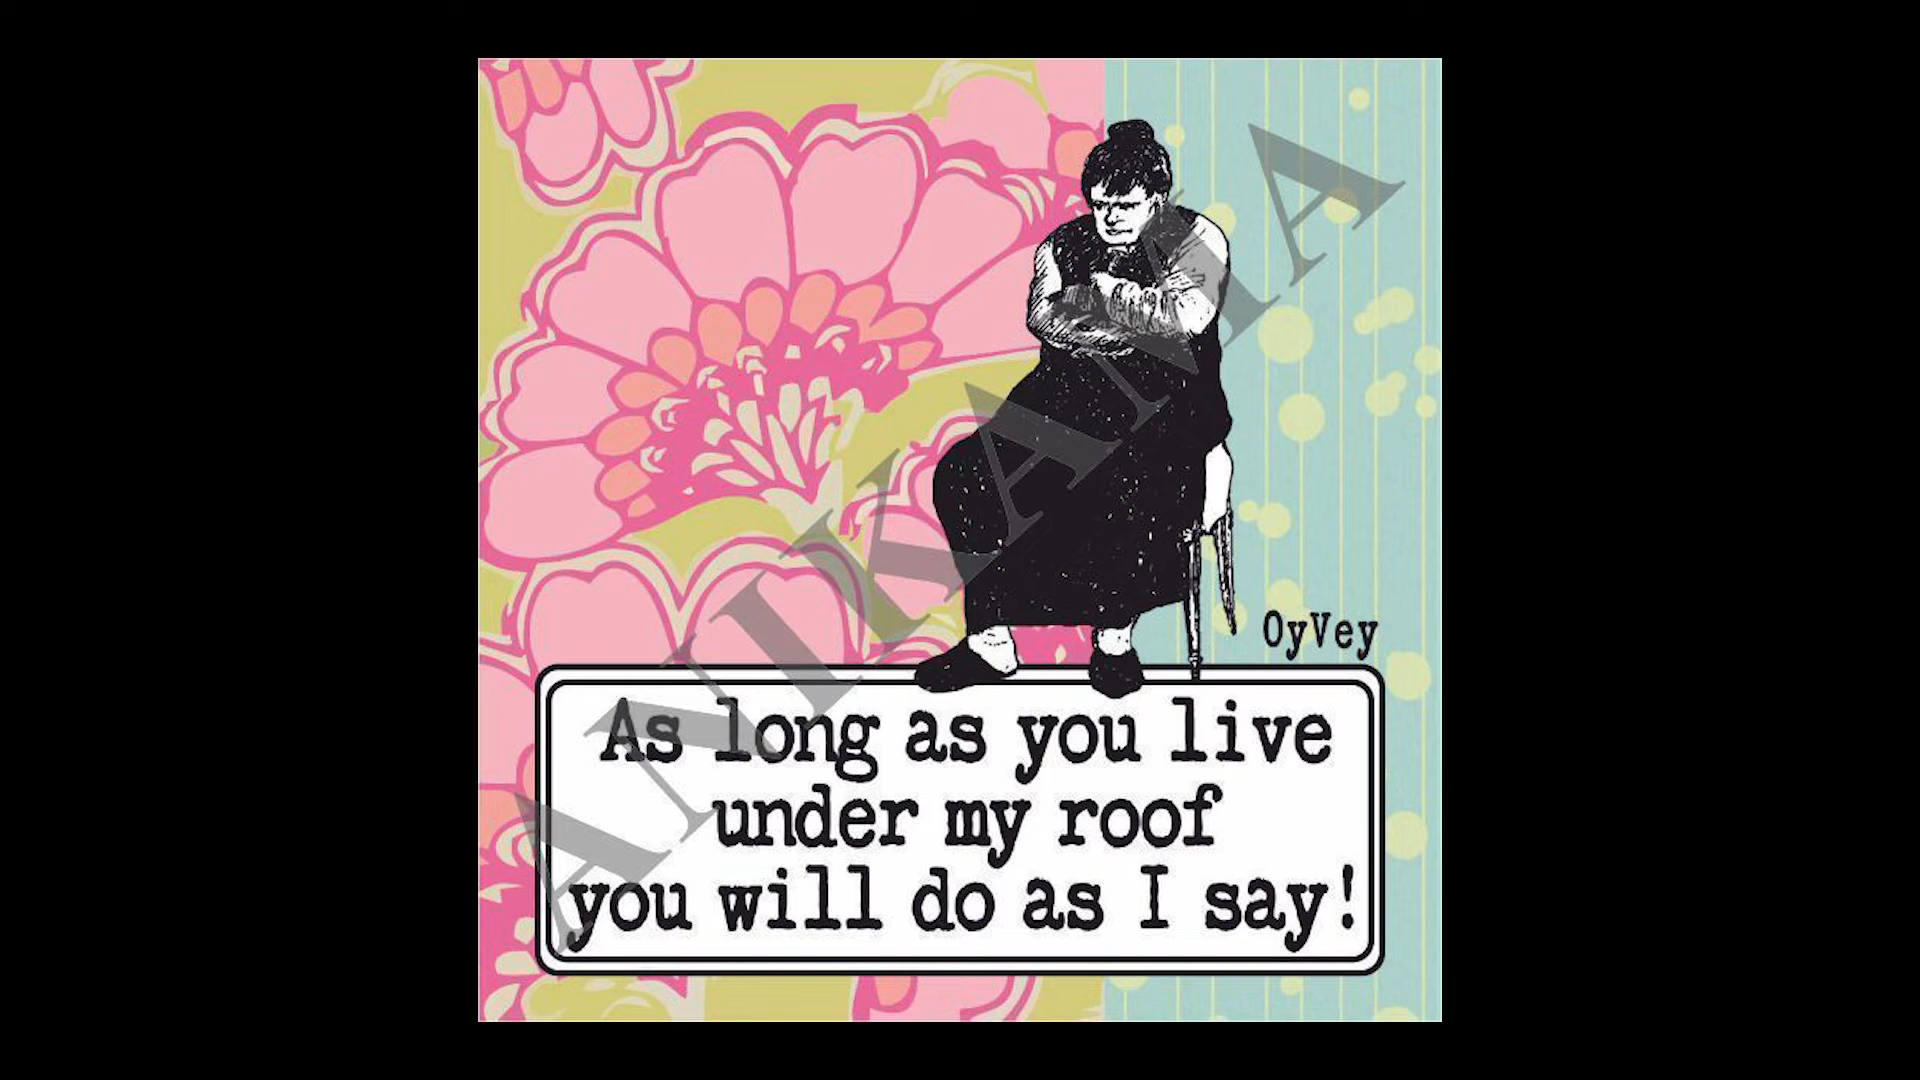 OyVey
As long as you live
under my roof
you will do as I say!
ANIKAMA